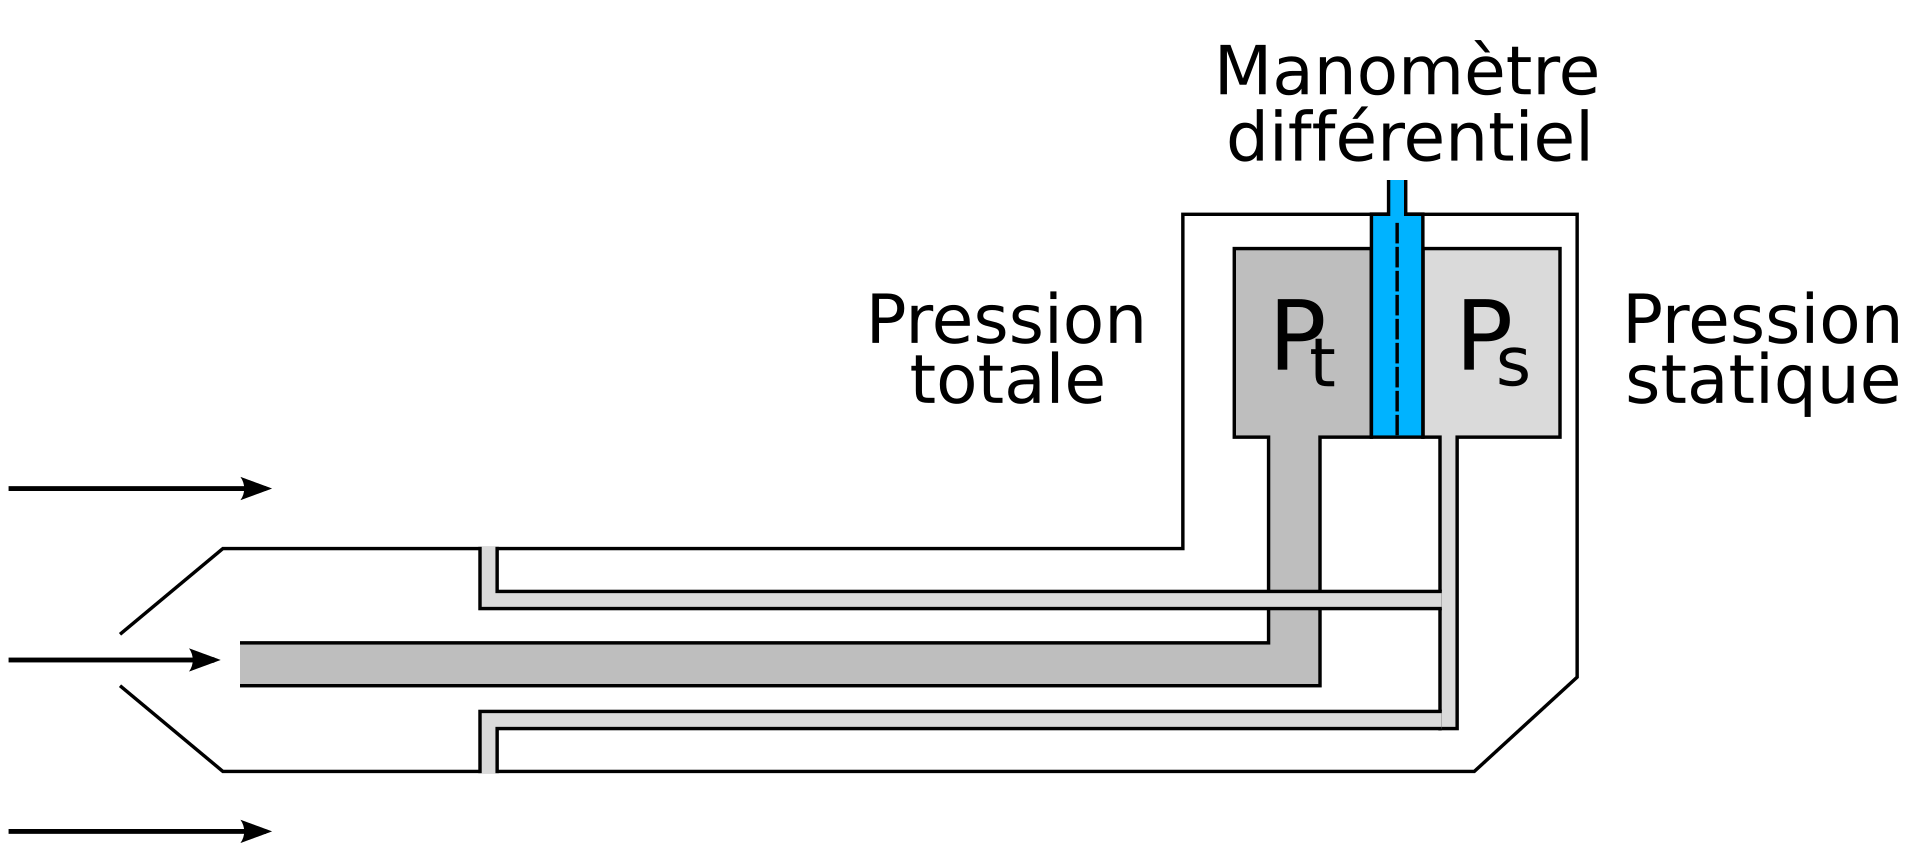 Manomètre
différentiel
Pression
totale
Pt
Ps
Pression
statique